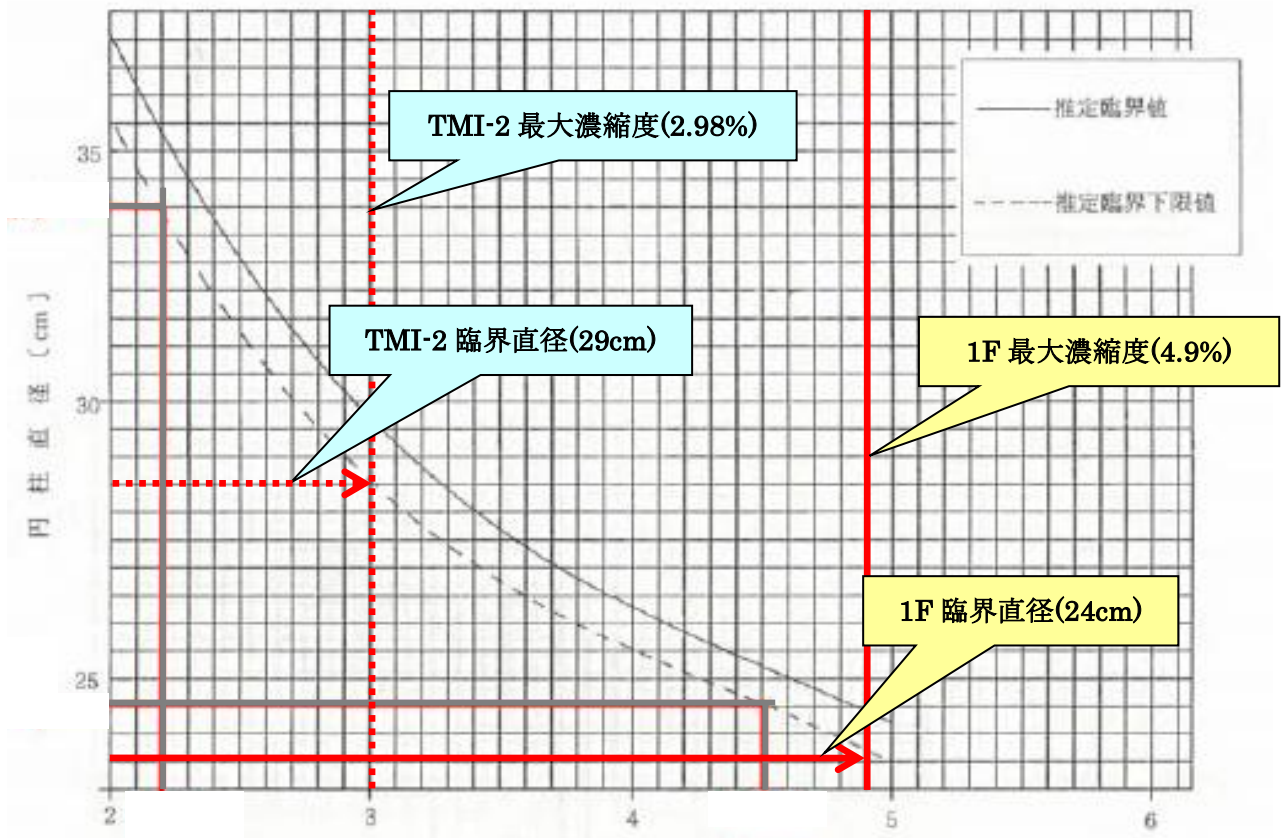 TMI-2 最大濃縮度(2.98%)
推定臨界値
35
推定臨界下限値
TMI-2 臨界直径(29cm)
1F 最大濃縮度(4.9%)
円柱直径〔cm〕
30
1F 臨界直径(24cm)
25
2
3
4
5
6